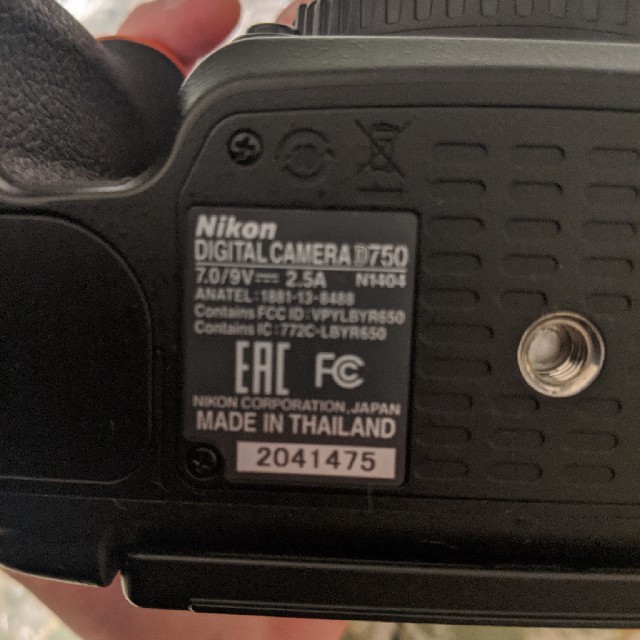 Nikon
DIGITAL CAMERA D750
7.0/9V 2.5A N1404
ANATEL: 1881-13-8488
Contains FCC ID: VPYLBYR650
Contains IC: 772C-LBYR650
EAC FC
NIKON CORPORATION, JAPAN
MADE IN THAILAND
2041475